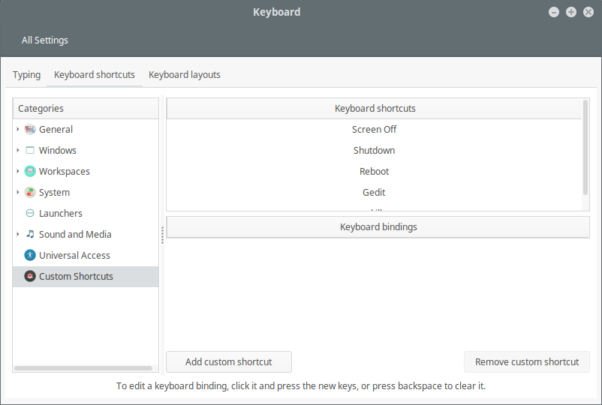 Keyboard
All Settings
Typing Keyboard shortcuts Keyboard layouts
Categories
General
Windows
Workspaces
System
Launchers
Sound and Media
Universal Access
Custom Shortcuts
Keyboard shortcuts
Screen Off
Shutdown
Reboot
Gedit
Keyboard bindings
Add custom shortcut
Remove custom shortcut
To edit a keyboard binding, click it and press the new keys, or press backspace to clear it.